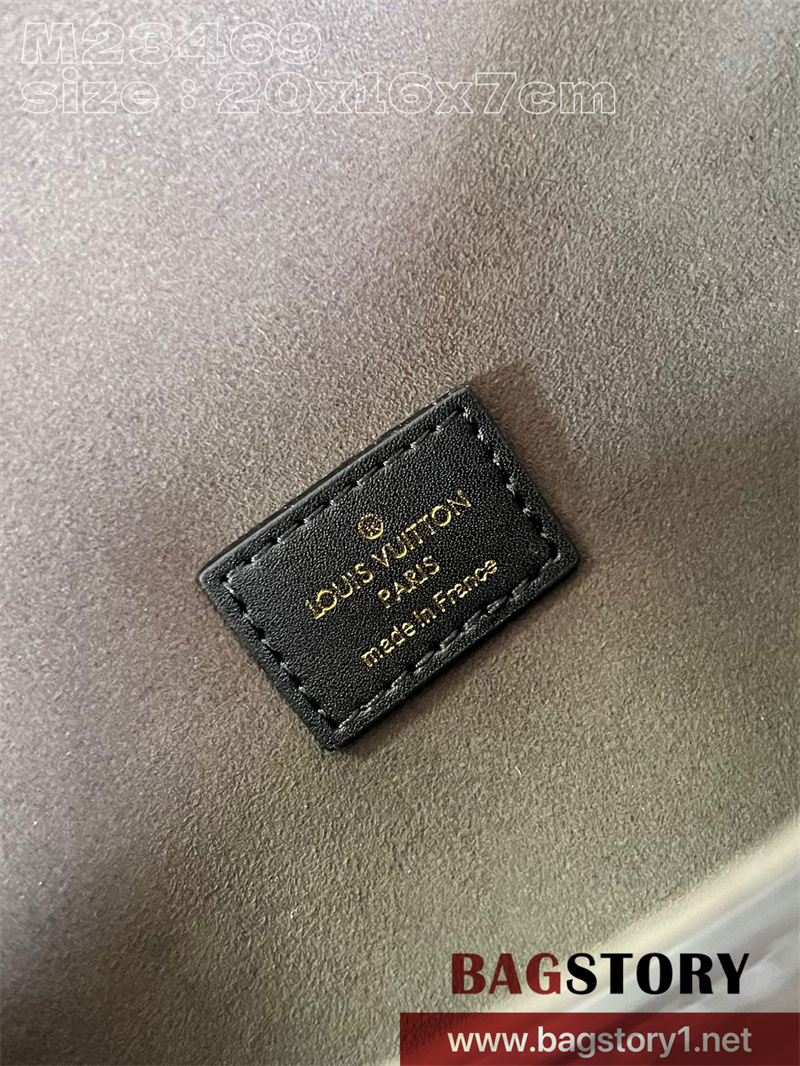 M23469
size : 20x16x7cm
®
LOUIS VUITTON
PARIS
made in France
BAGSTORY
www.bagstory1.net